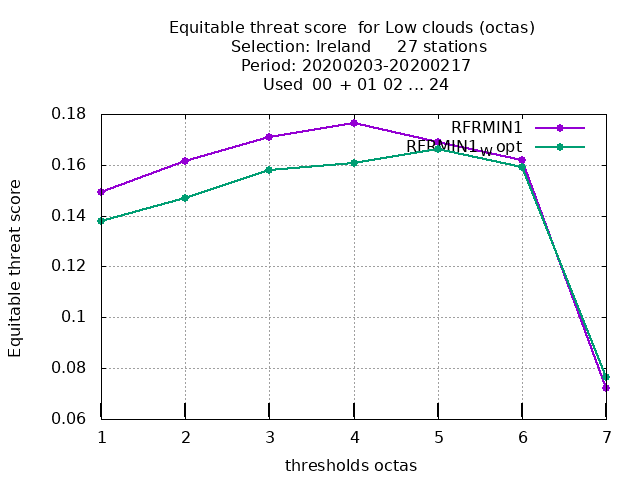 Equitable threat score for Low clouds (octas)
Selection: Ireland 27 stations
Period: 20200203-20200217
Used 00 + 01 02 ... 24
0.18
0.16
0.14
0.12
0.1
0.08
0.06
Equitable threat score
RFRMIN1
RFRMIN1wopt
1 2 3 4 5 6 7
thresholds octas